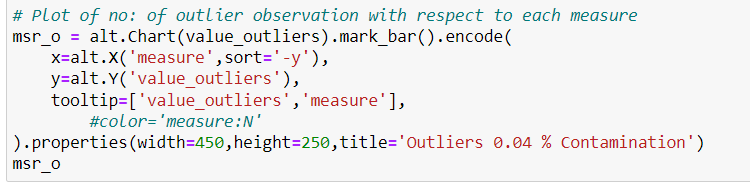 # Plot of no: of outlier observation with respect to each measure
msr_o = alt.Chart(value_outliers).mark_bar().encode(
    x=alt.X('measure',sort='-y'),
    y=alt.Y('value_outliers'),
    tooltip=['value_outliers','measure'],
        #color='measure:N'
).properties(width=450,height=250,title='Outliers 0.04 % Contamination')
msr_o